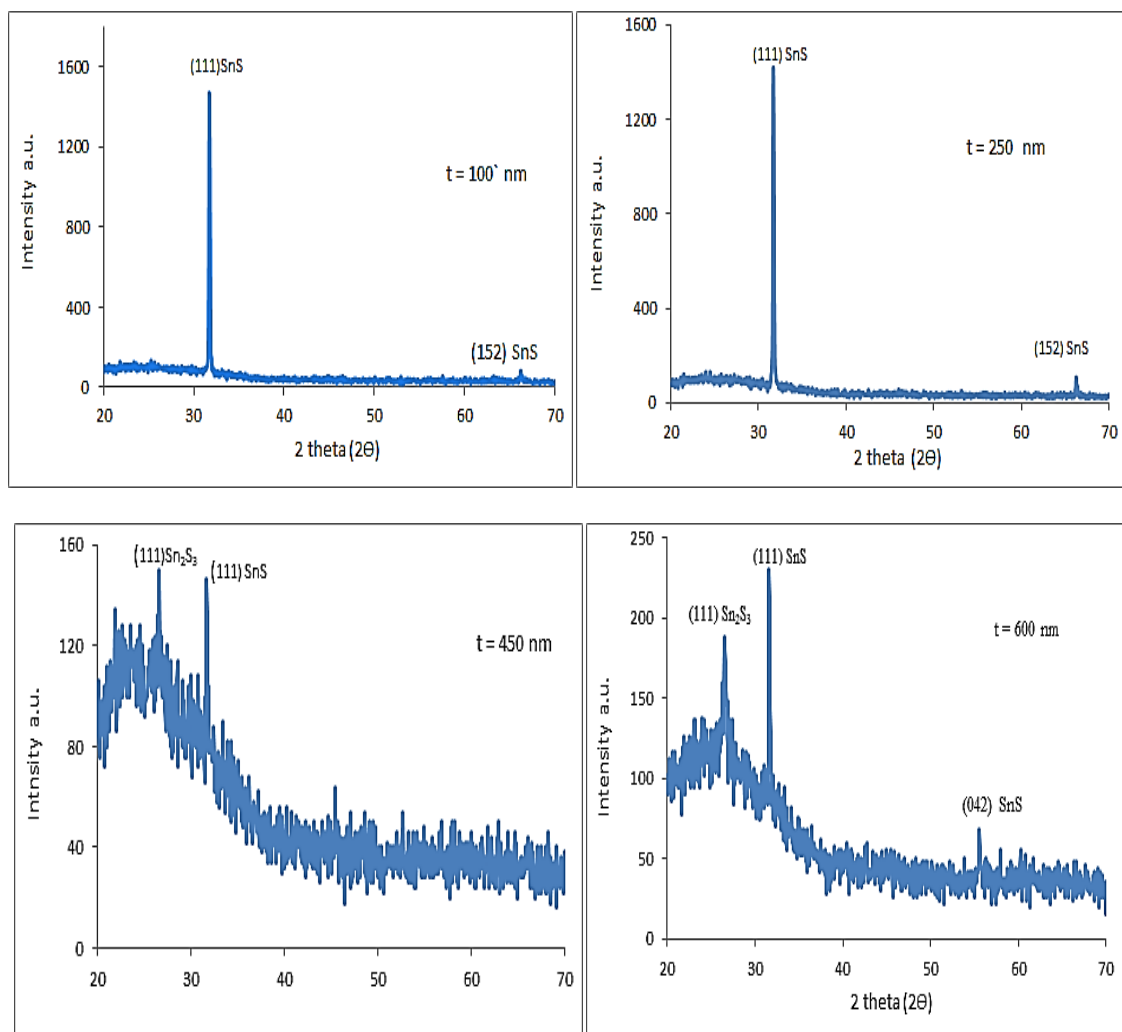 1600
1200
800
400
0
Intensity a.u.
(111)SnS
t = 100` nm
(152) SnS
20 30 40 50 60 70
2 theta (2Θ)
1600
1200
800
400
0
Intensity a.u.
(111) SnS
t = 250 nm
(152) SnS
20 30 40 50 60 70
2 theta (2Θ)
160
120
80
40
0
Intnsity a.u.
(111)Sn₂S₃
(111) SnS
t = 450 nm
20 30 40 50 60 70
250
200
150
100
50
0
Intensity a.u.
(111) SnS
(111) Sn₂S₃
t = 600 nm
(042) SnS
20 30 40 50 60 70
2 theta (2Θ)